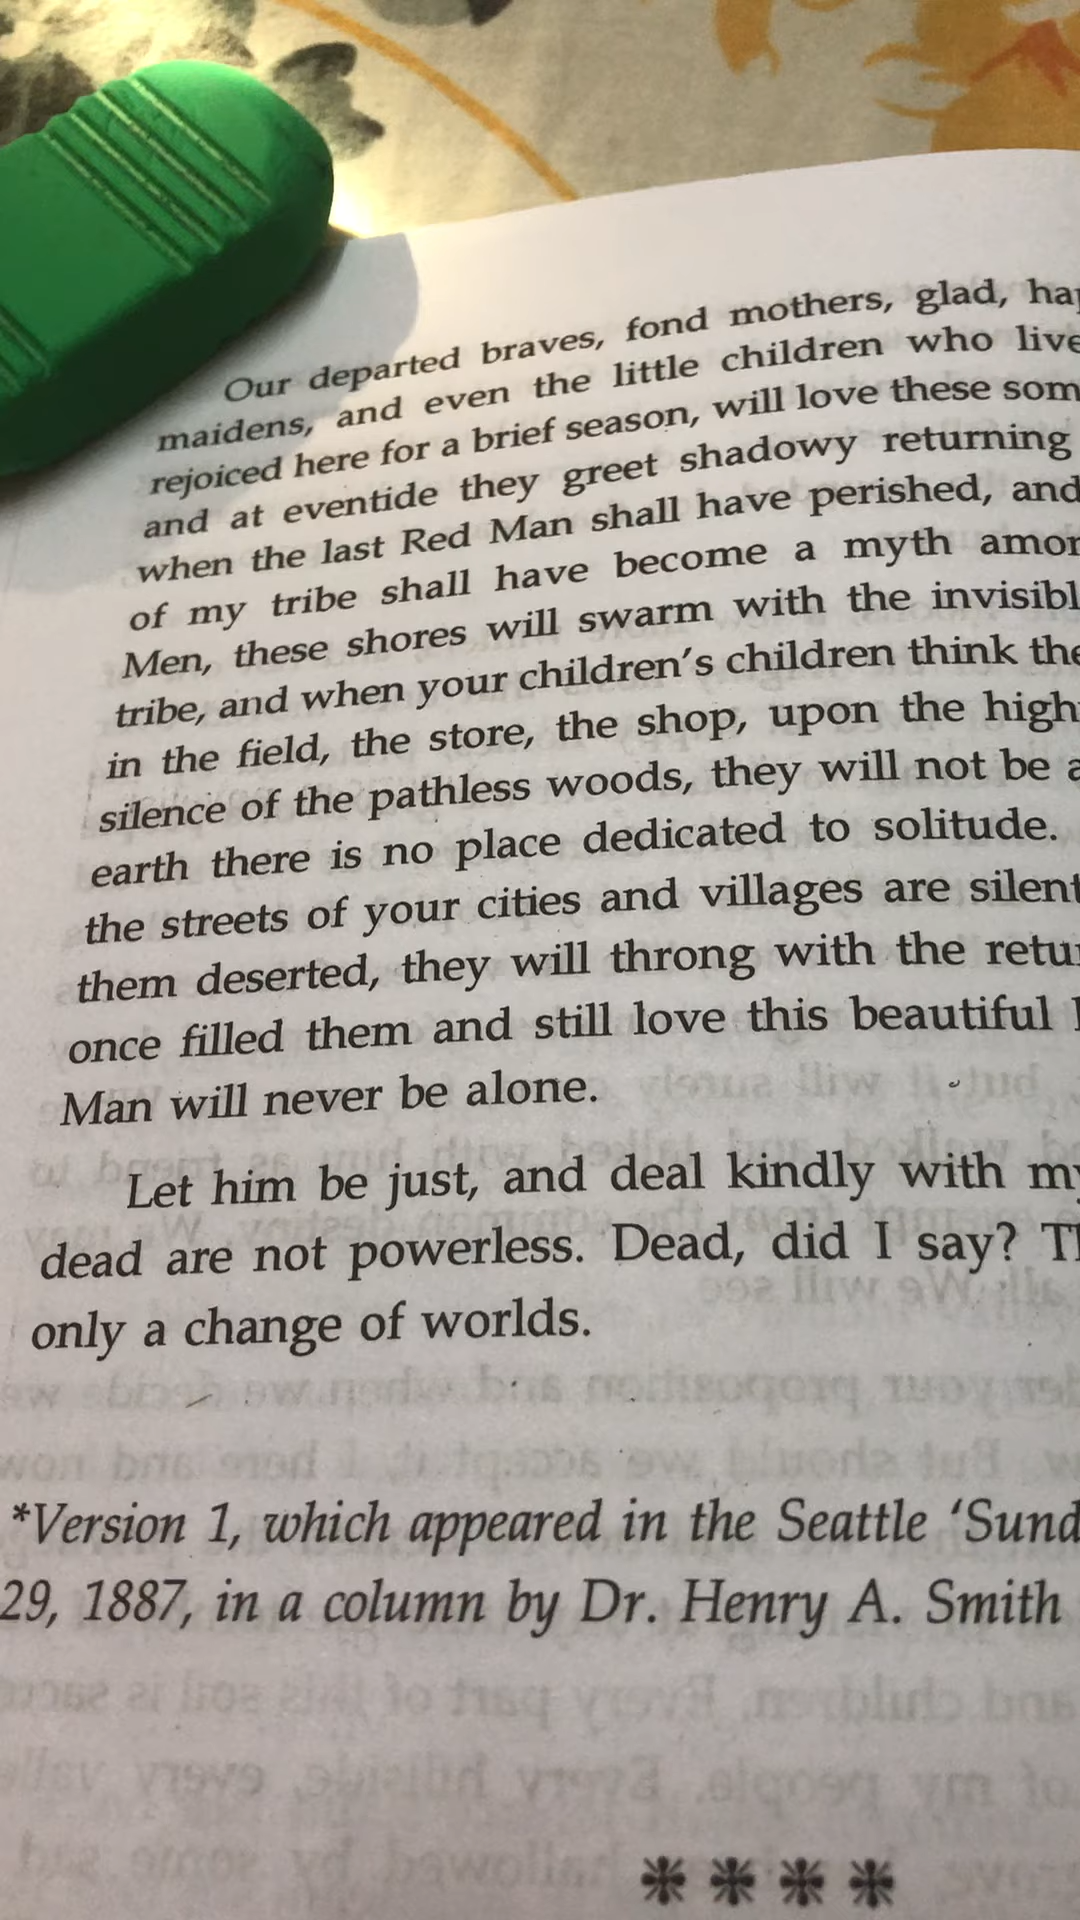 Our departed braves, fond mothers, glad,
maidens, and even the little children who
rejoiced here for a brief season, will love these
and at eventide they greet shadowy returning
when the last Red Man shall have perished, and
of my tribe shall have become a myth
Men, these shores will swarm with the
tribe, and when your children's children think
in the field, the store, the shop, upon the
silence of the pathless woods, they will not be
earth there is no place dedicated to solitude.
the streets of your cities and villages are silent
them deserted, they will throng with the
once filled them and still love this beautiful
Man will never be alone.
Let him be just, and deal kindly with
dead are not powerless. Dead, did I say?
only a change of worlds.
*Version 1, which appeared in the Seattle
29, 1887, in a column by Dr. Henry A. Smith